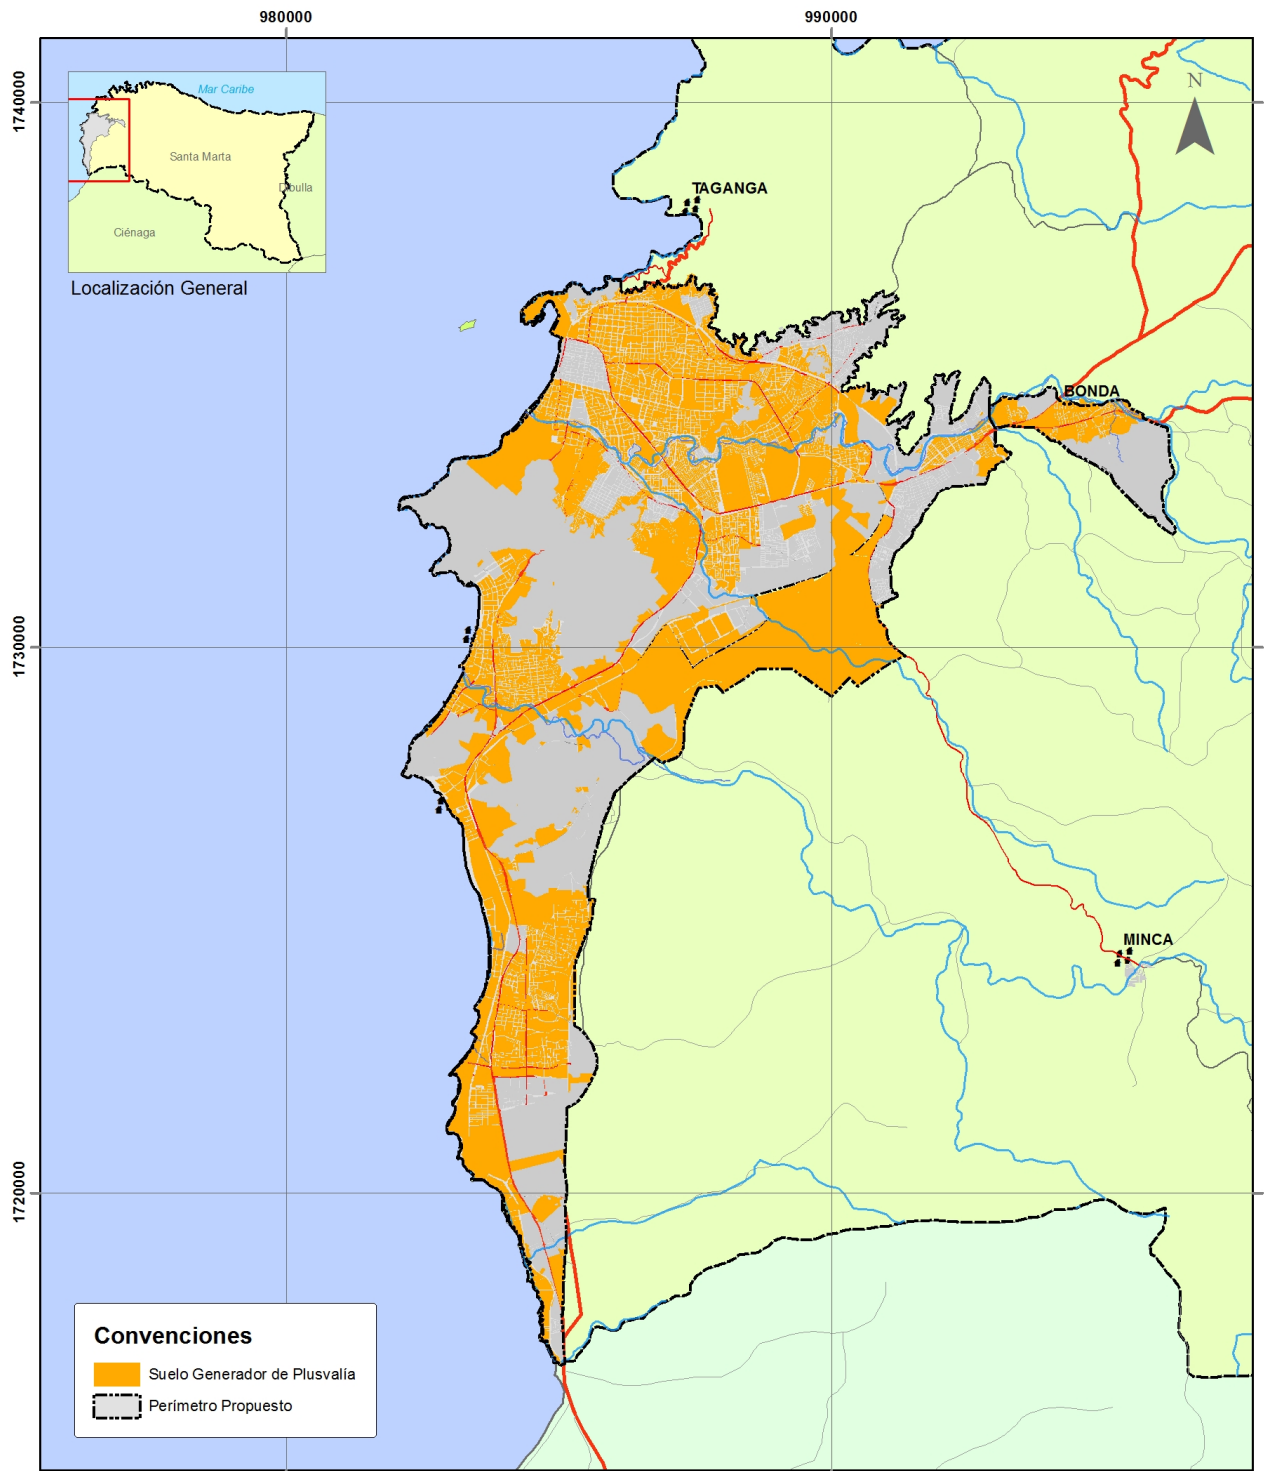 980000
990000
1740000
1730000
1720000
Mar Caribe
Santa Marta
Dibulla
Ciénaga
Localización General
N
TAGANGA
BONDA
MINCA
Convenciones
Suelo Generador de Plusvalía
Perímetro Propuesto